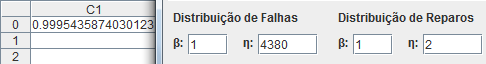 C1
0 0.9995435874030123
1
2
Distribuição de Falhas Distribuição de Reparos
β: 1 η: 4380 β: 1 η: 2